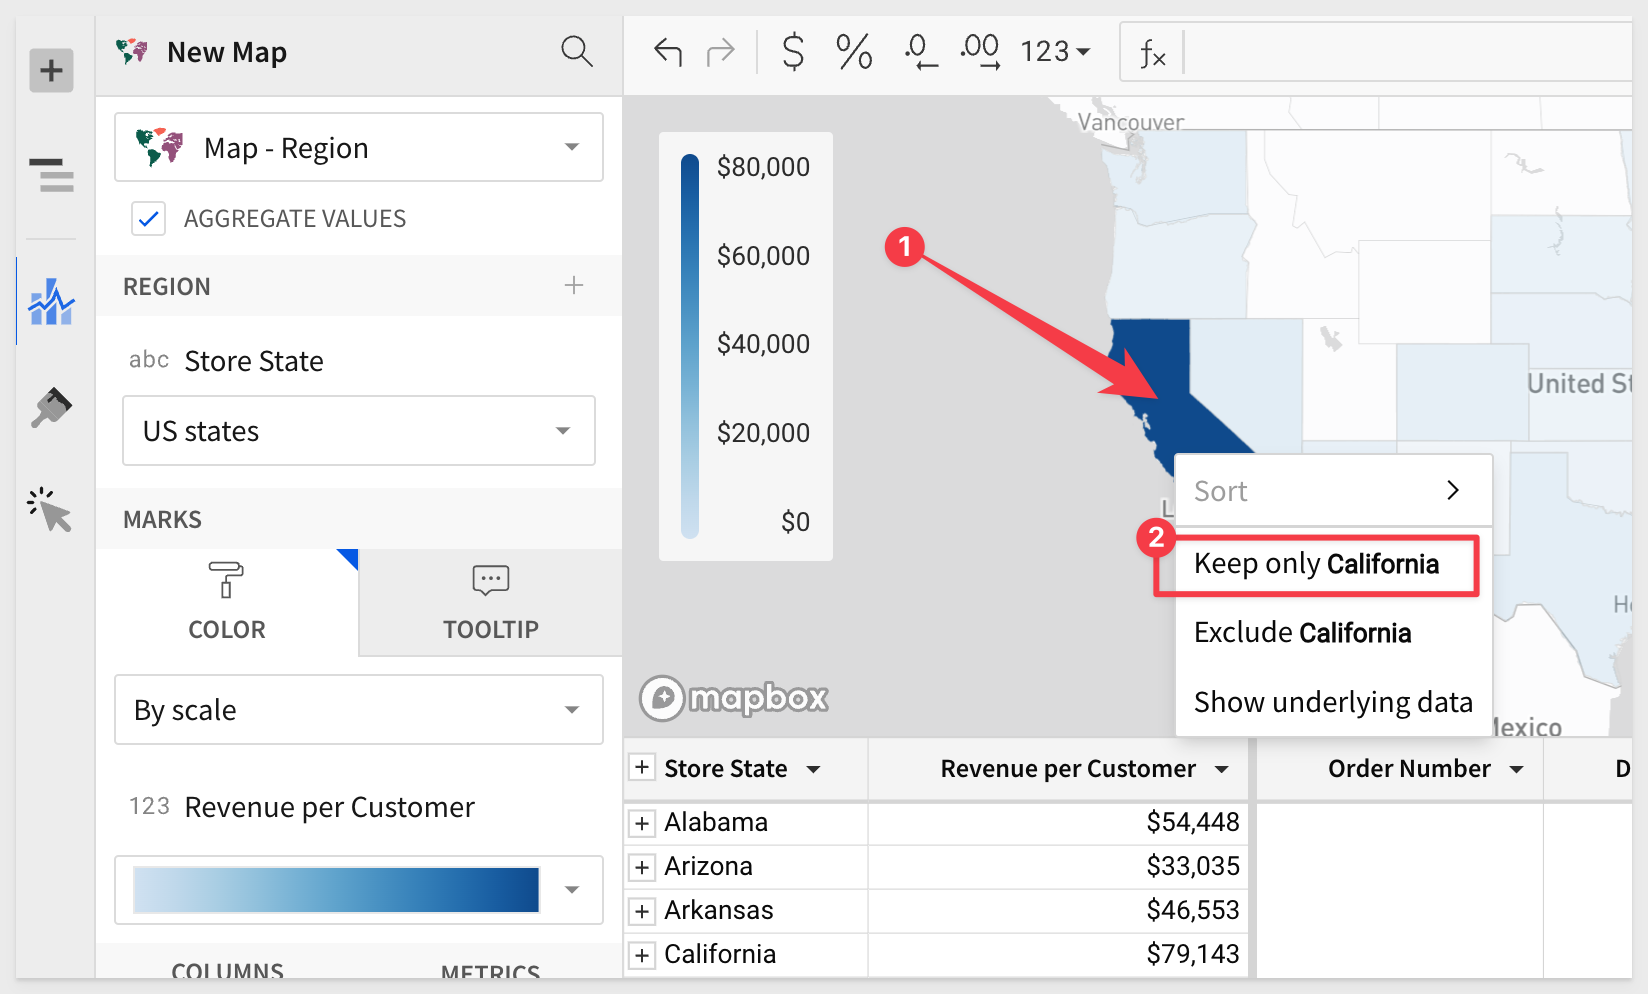 New Map
Map - Region
AGGREGATE VALUES
REGION
abc Store State
US states
MARKS
COLOR
TOOLTIP
By scale
123 Revenue per Customer
COLUMNS
METRICS
$ % .0 .00 123
fx
$80,000
$60,000
$40,000
$20,000
$0
Vancouver
1
United St
L
Sort
2
Keep only California
Exclude California
Show underlying data
mapbox
Mexico
Store State
Revenue per Customer
Order Number
D
Alabama
$54,448
Arizona
$33,035
Arkansas
$46,553
California
$79,143